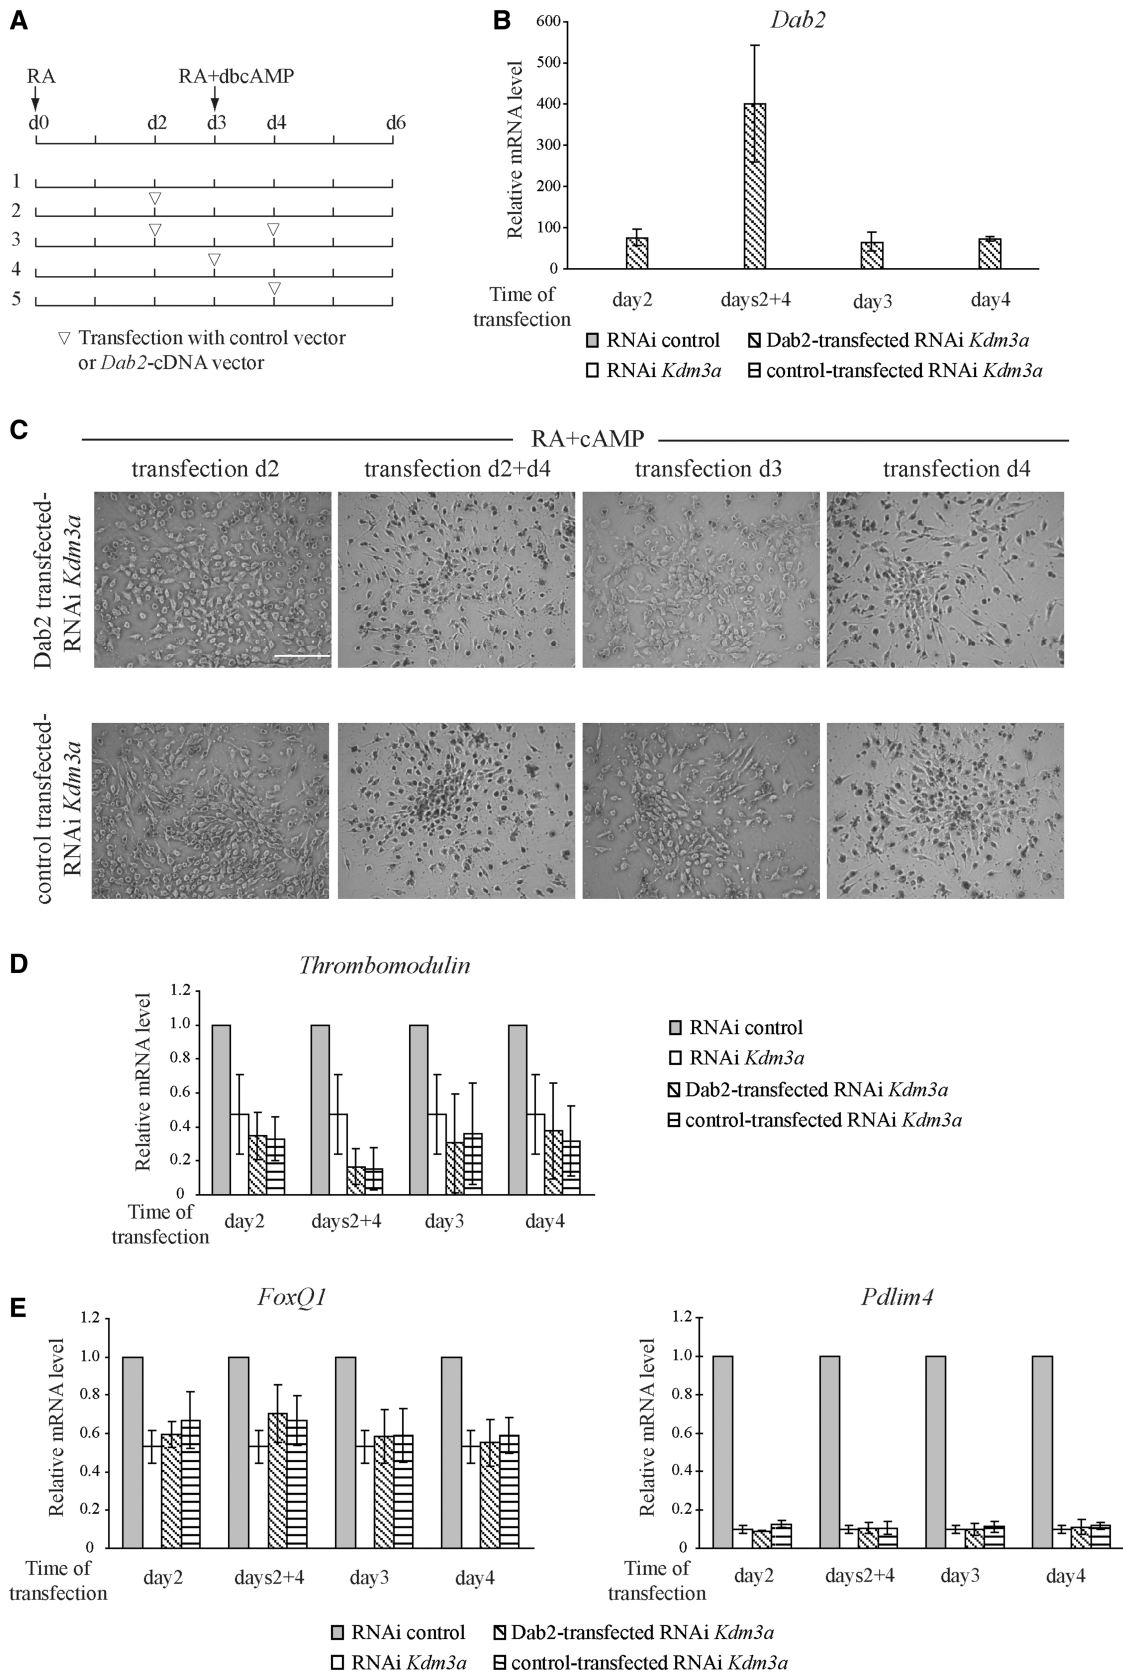 A
RA
RA+dbcAMP
d0
d2
d3
d4
d6
1
2
3
4
5
▽ Transfection with control vector
or Dab2-cDNA vector
B
Dab2
Relative mRNA level
600
500
400
300
200
100
0
Time of
transfection
day2
days2+4
day3
day4
RNAi control
Dab2-transfected RNAi Kdm3a
RNAi Kdm3a
control-transfected RNAi Kdm3a
C
RA+cAMP
transfection d2
transfection d2+d4
transfection d3
transfection d4
Dab2 transfected-
RNAi Kdm3a
control transfected-
RNAi Kdm3a
D
Thrombomodulin
Relative mRNA level
1.2
1.0
0.8
0.6
0.4
0.2
0
Time of
transfection
day2
days2+4
day3
day4
RNAi control
RNAi Kdm3a
Dab2-transfected RNAi Kdm3a
control-transfected RNAi Kdm3a
E
FoxQ1
Relative mRNA level
1.2
1.0
0.8
0.6
0.4
0.2
0
Time of
transfection
day2
days2+4
day3
day4
Pdlim4
Relative mRNA level
1.2
1.0
0.8
0.6
0.4
0.2
0
Time of
transfection
day2
days2+4
day3
day4
RNAi control
Dab2-transfected RNAi Kdm3a
RNAi Kdm3a
control-transfected RNAi Kdm3a